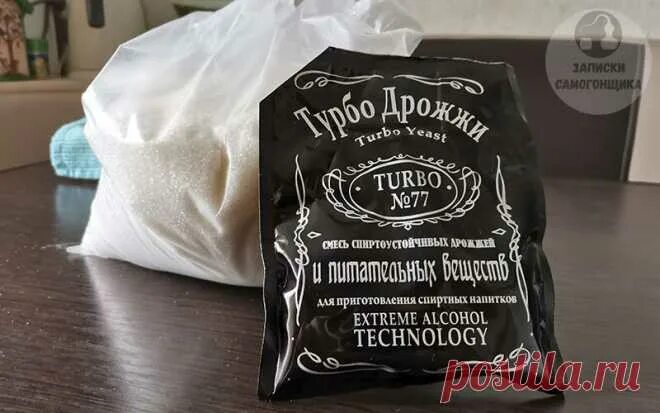 ЗАПИСКИ
САМОГОНЩИКА
Турбо Дрожжи
Turbo Yeast
TURBO
№77
СМЕСЬ СПИРТОУСТОЙЧИВЫХ ДРОЖЖЕЙ
и питательных веществ
для приготовления спиртных напитков
EXTREME ALCOHOL
TECHNOLOGY
postila.ru